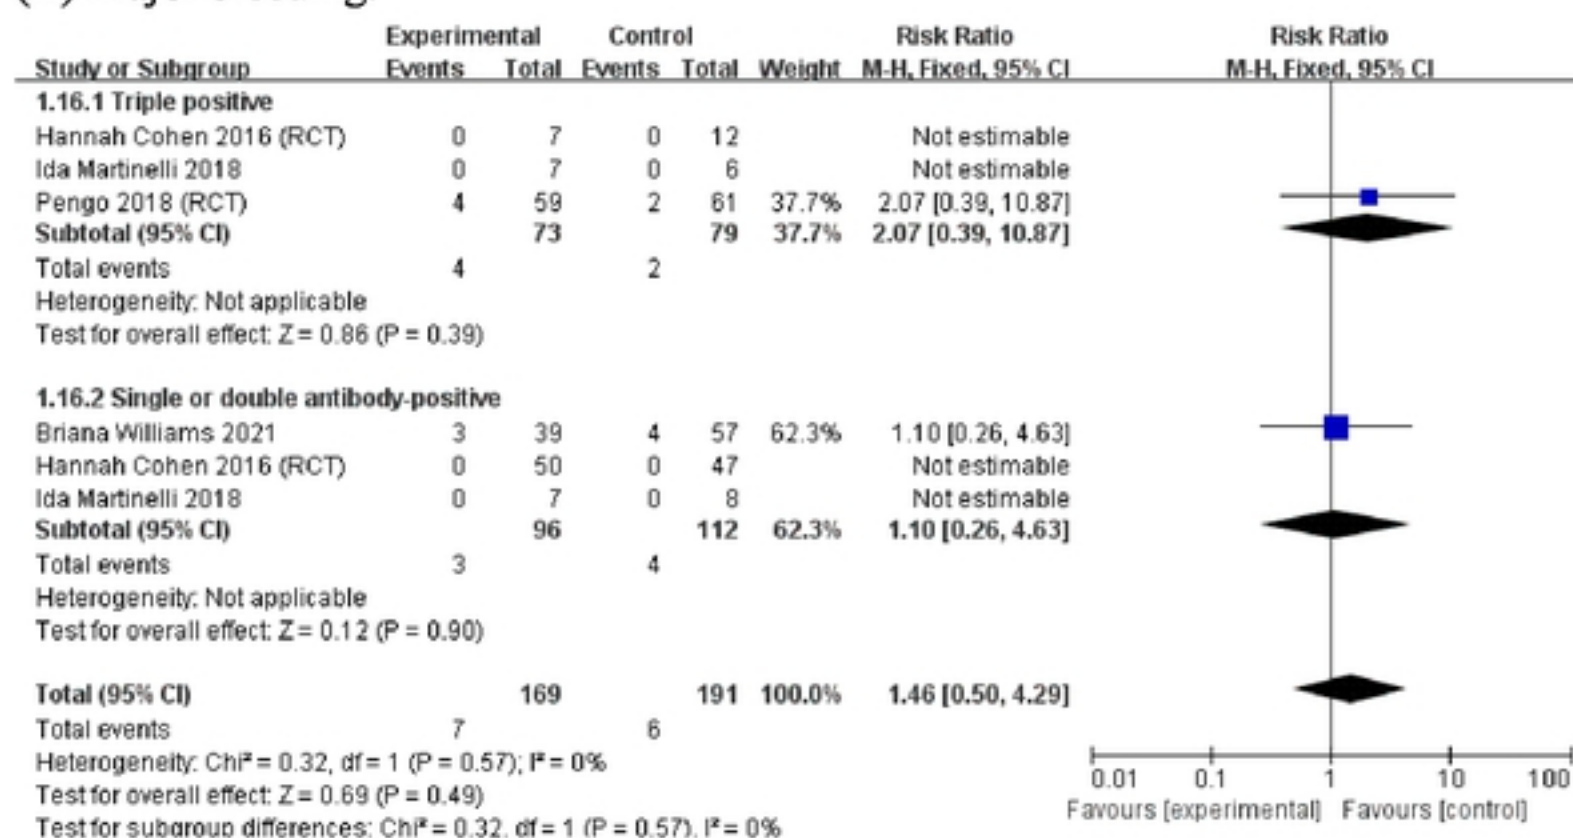 Experimental Control Risk Ratio Risk Ratio
Study or Subgroup Events Total Events Total Weight M-H, Fixed, 95% CI M-H, Fixed, 95% CI
1.16.1 Triple positive
Hannah Cohen 2016 (RCT) 0 7 0 12 Not estimable
Ida Martinelli 2018 0 7 0 6 Not estimable
Pengo 2018 (RCT) 4 59 2 61 37.7% 2.07 [0.39, 10.87]
Subtotal (95% CI) 73 79 37.7% 2.07 [0.39, 10.87]
Total events 4 2
Heterogeneity: Not applicable
Test for overall effect: Z = 0.86 (P = 0.39)
1.16.2 Single or double antibody-positive
Briana Williams 2021 3 39 4 57 62.3% 1.10 [0.26, 4.63]
Hannah Cohen 2016 (RCT) 0 50 0 47 Not estimable
Ida Martinelli 2018 0 7 0 8 Not estimable
Subtotal (95% CI) 96 112 62.3% 1.10 [0.26, 4.63]
Total events 3 4
Heterogeneity: Not applicable
Test for overall effect: Z = 0.12 (P = 0.90)
Total (95% CI) 169 191 100.0% 1.46 [0.50, 4.29]
Total events 7 6
Heterogeneity: Chi² = 0.32, df = 1 (P = 0.57); I² = 0%
Test for overall effect: Z = 0.69 (P = 0.49)
Test for subgroup differences: Chi² = 0.32, df = 1 (P = 0.57), I² = 0%
0.01 0.1 1 10 100
Favours [experimental] Favours [control]